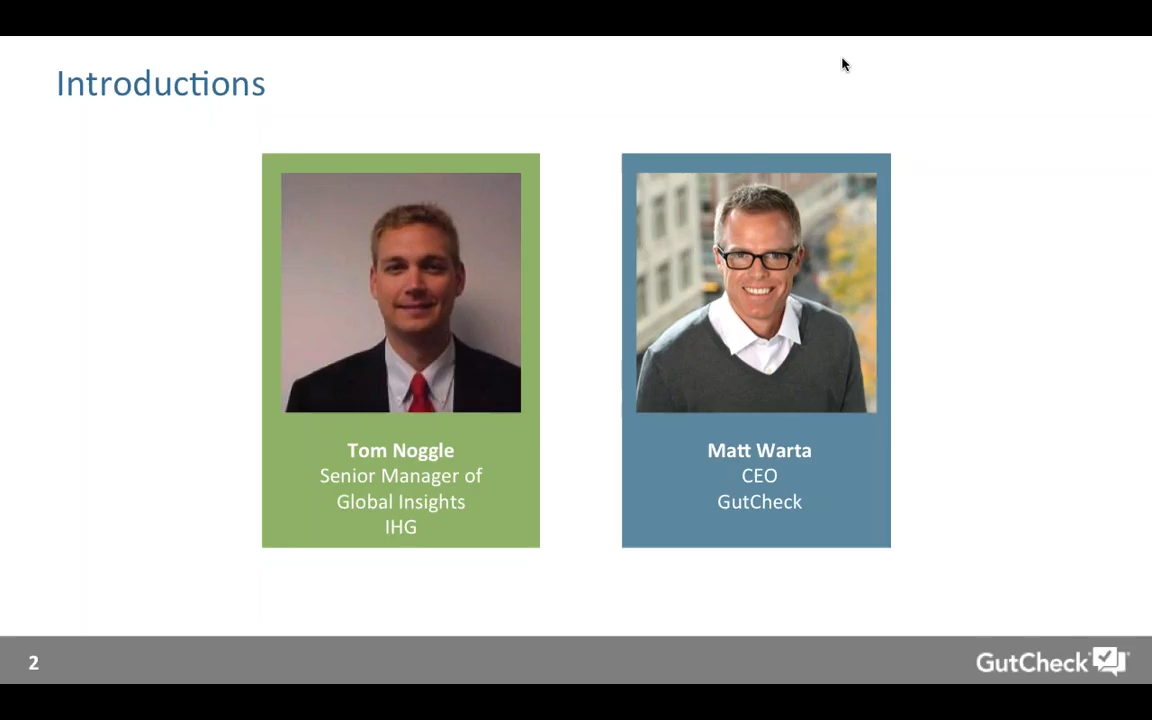 Introductions
Tom Noggle
Senior Manager of
Global Insights
IHG
Matt Warta
CEO
GutCheck
2
GutCheck